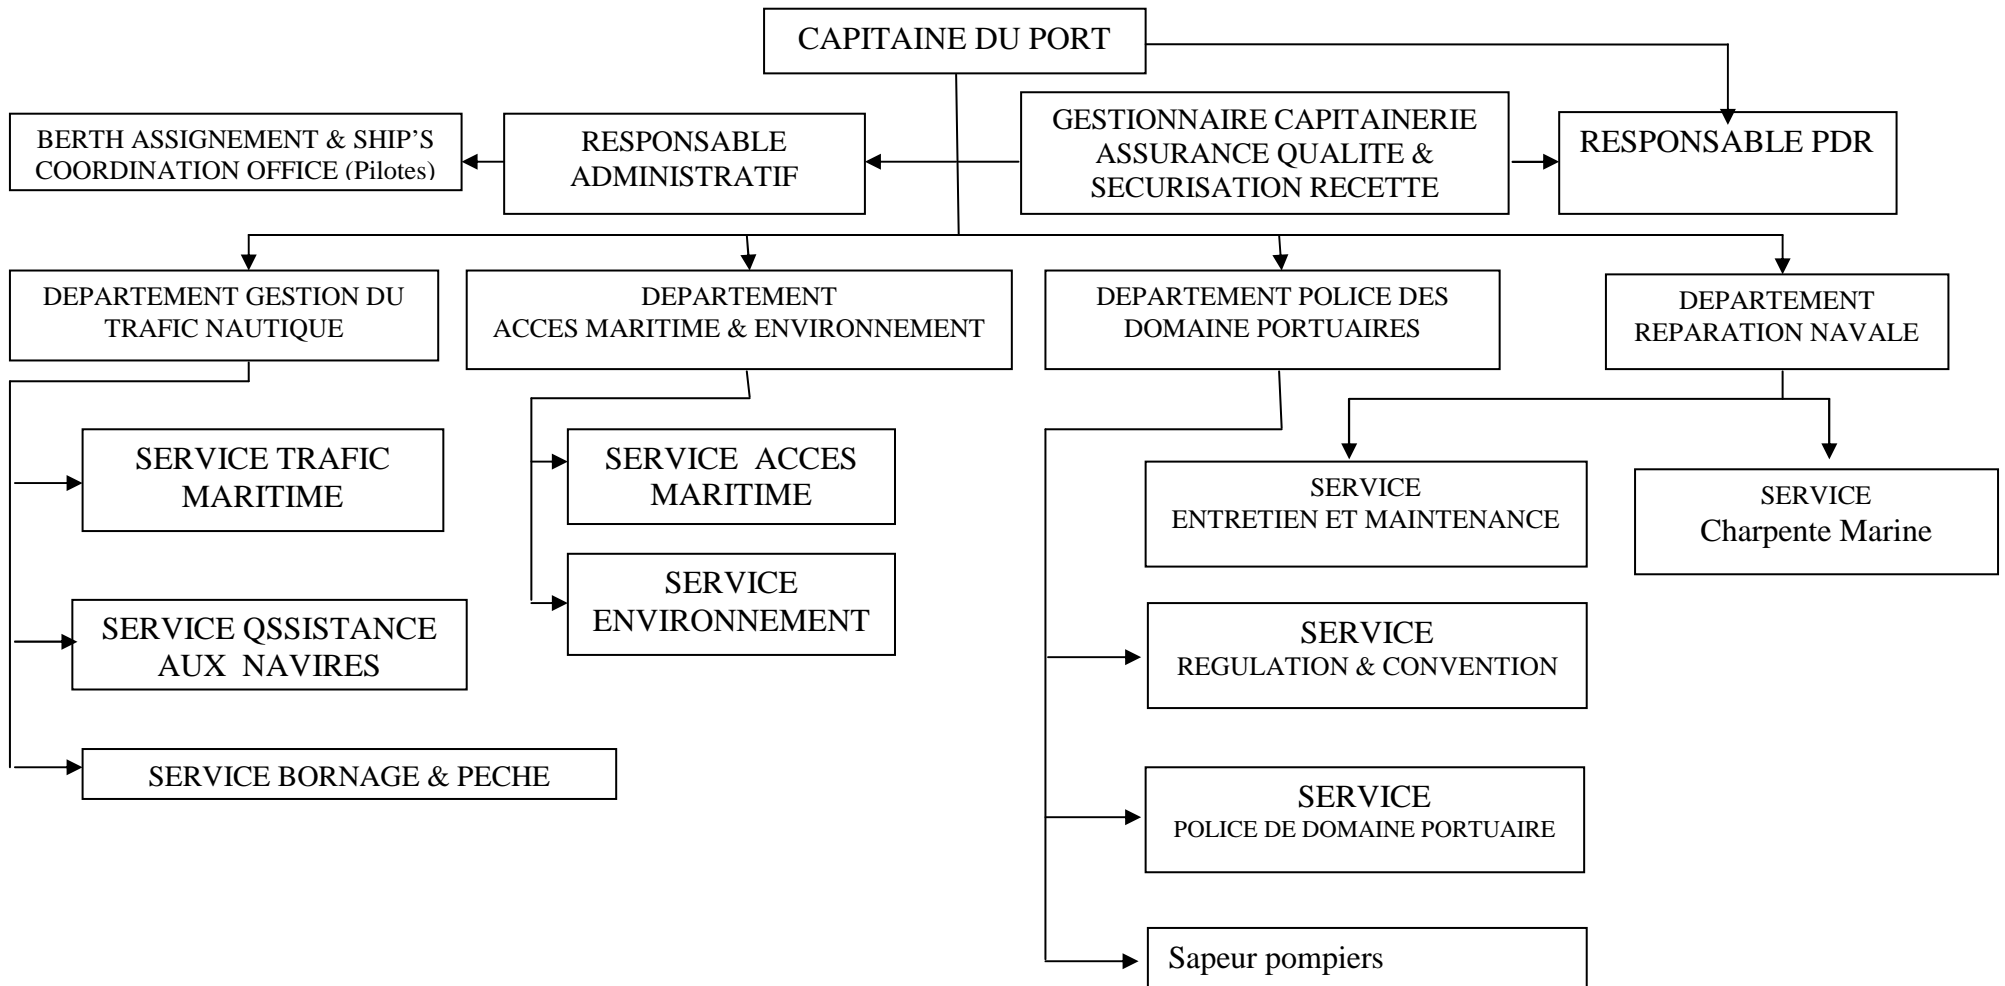 CAPITAINE DU PORT
BERTH ASSIGNEMENT & SHIP'S
COORDINATION OFFICE (Pilotes)
RESPONSABLE
ADMINISTRATIF
GESTIONNAIRE CAPITAINERIE
ASSURANCE QUALITE &
SECURISATION RECETTE
RESPONSABLE PDR
DEPARTEMENT GESTION DU
TRAFIC NAUTIQUE
DEPARTEMENT
ACCES MARITIME & ENVIRONNEMENT
DEPARTEMENT POLICE DES
DOMAINE PORTUAIRES
DEPARTEMENT
REPARATION NAVALE
SERVICE TRAFIC
MARITIME
SERVICE ACCES
MARITIME
SERVICE
ENTRETIEN ET MAINTENANCE
SERVICE
Charpente Marine
SERVICE QSSISTANCE
AUX NAVIRES
SERVICE
ENVIRONNEMENT
SERVICE
REGULATION & CONVENTION
SERVICE BORNAGE & PECHE
SERVICE
POLICE DE DOMAINE PORTUAIRE
Sapeur pompiers